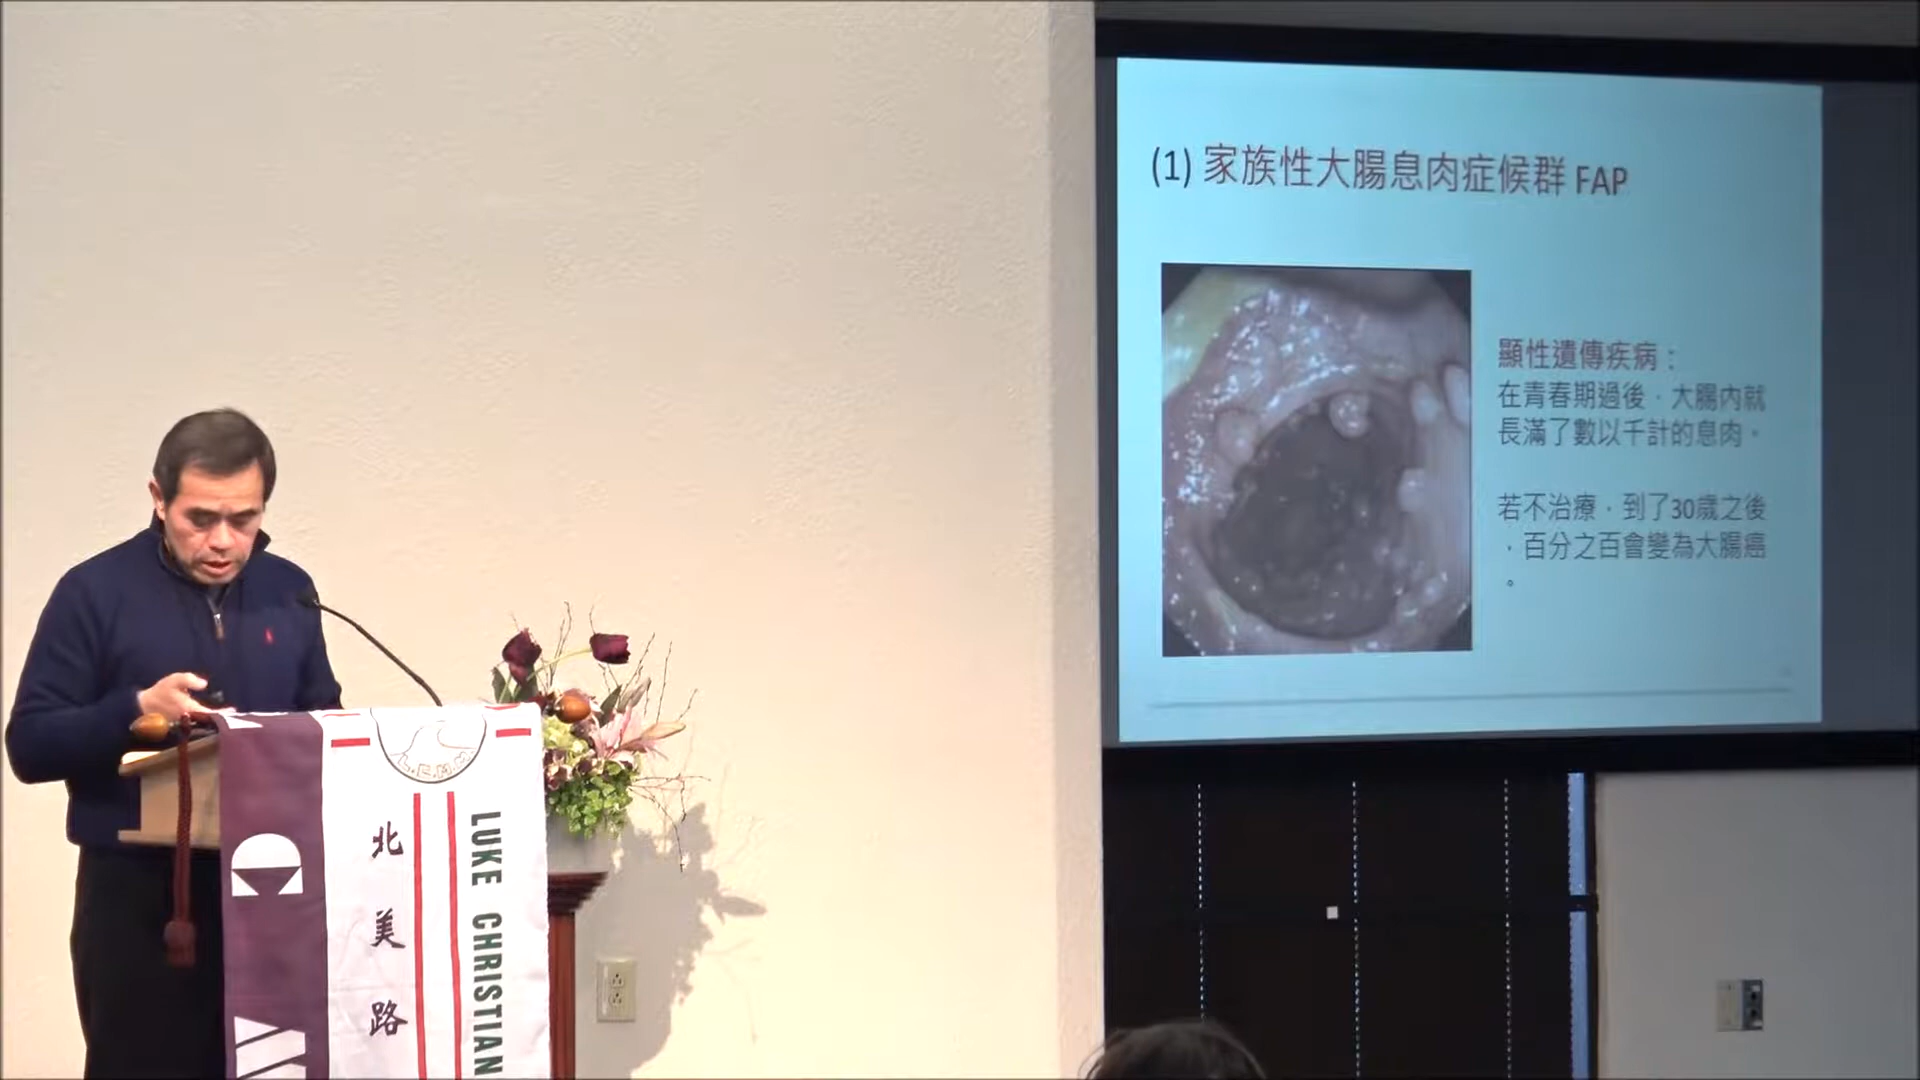 (1) 家族性大腸息肉症候群 FAP
顯性遺傳疾病：
在青春期過後，大腸內就
長滿了數以千計的息肉。
若不治療，到了30歲之後
，百分之百會變為大腸癌
。
L.C.M.M.
北美路
LUKE CHRISTIAN